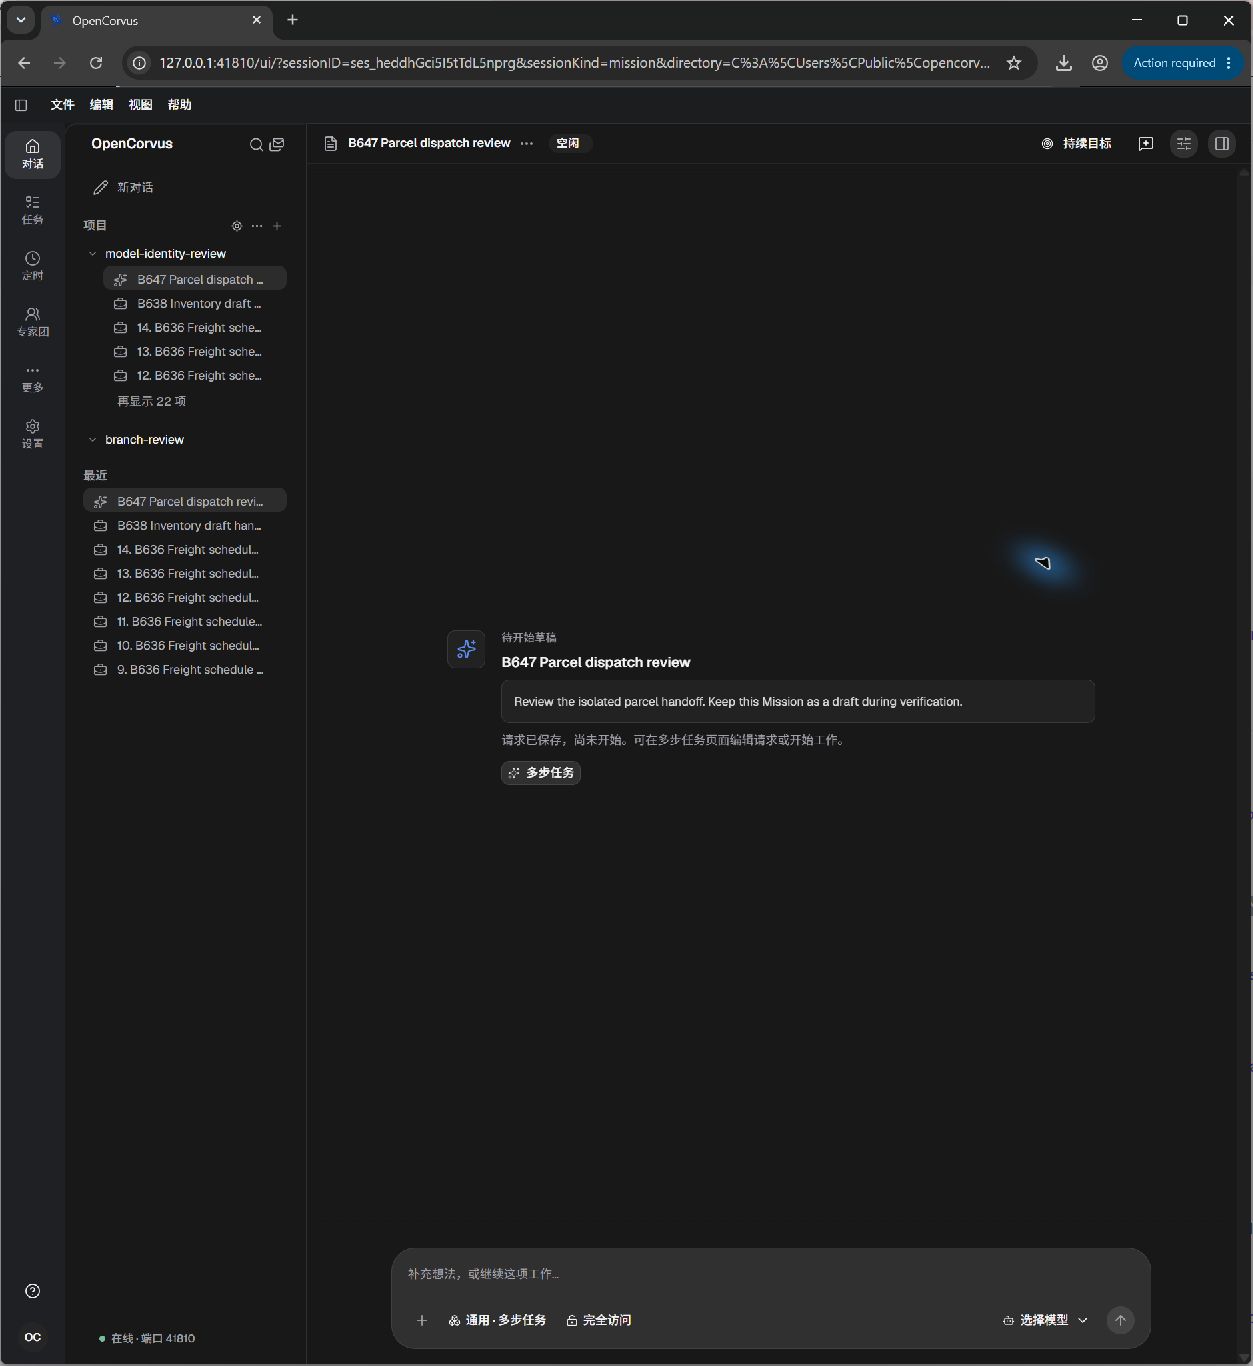 OpenCorvus
127.0.0.1:41810/ui/?sessionID=ses_heddhGci5I5tTdL5nprg&sessionKind=mission&directory=C%3A%5CUsers%5CPublic%5Copencorv...
Action required
文件 编辑 视图 帮助
对话
任务
定时
专家团
更多
设置
OpenCorvus
新对话
项目
model-identity-review
B647 Parcel dispatch ...
B638 Inventory draft ...
14. B636 Freight sche...
13. B636 Freight sche...
12. B636 Freight sche...
再显示 22 项
branch-review
最近
B647 Parcel dispatch revi...
B638 Inventory draft han...
14. B636 Freight schedul...
13. B636 Freight schedul...
12. B636 Freight schedul...
11. B636 Freight schedule...
10. B636 Freight schedul...
9. B636 Freight schedule ...
OC
在线 · 端口 41810
B647 Parcel dispatch review ... 空闲
持续目标
待开始草稿
B647 Parcel dispatch review
Review the isolated parcel handoff. Keep this Mission as a draft during verification.
请求已保存，尚未开始。可在多步任务页面编辑请求或开始工作。
多步任务
补充想法，或继续这项工作...
通用 · 多步任务 完全访问
选择模型